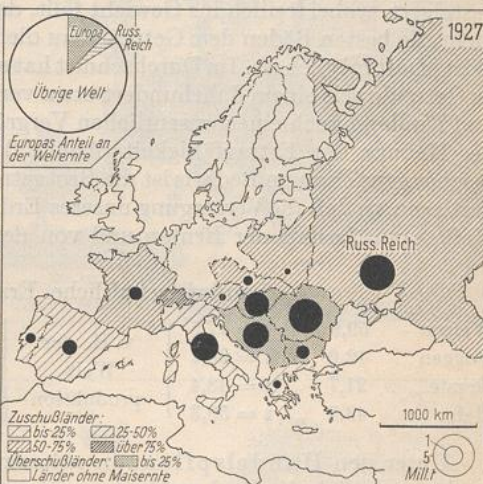 Europa
Russ.
Reich
Übrige Welt
Europas Anteil an
der Welternte
1927
Russ. Reich
Zuschußländer:
bis 25% 25-50%
50-75% über 75%
Überschußländer: bis 25%
Länder ohne Maisernte
1000 km
1
5
Mill.t